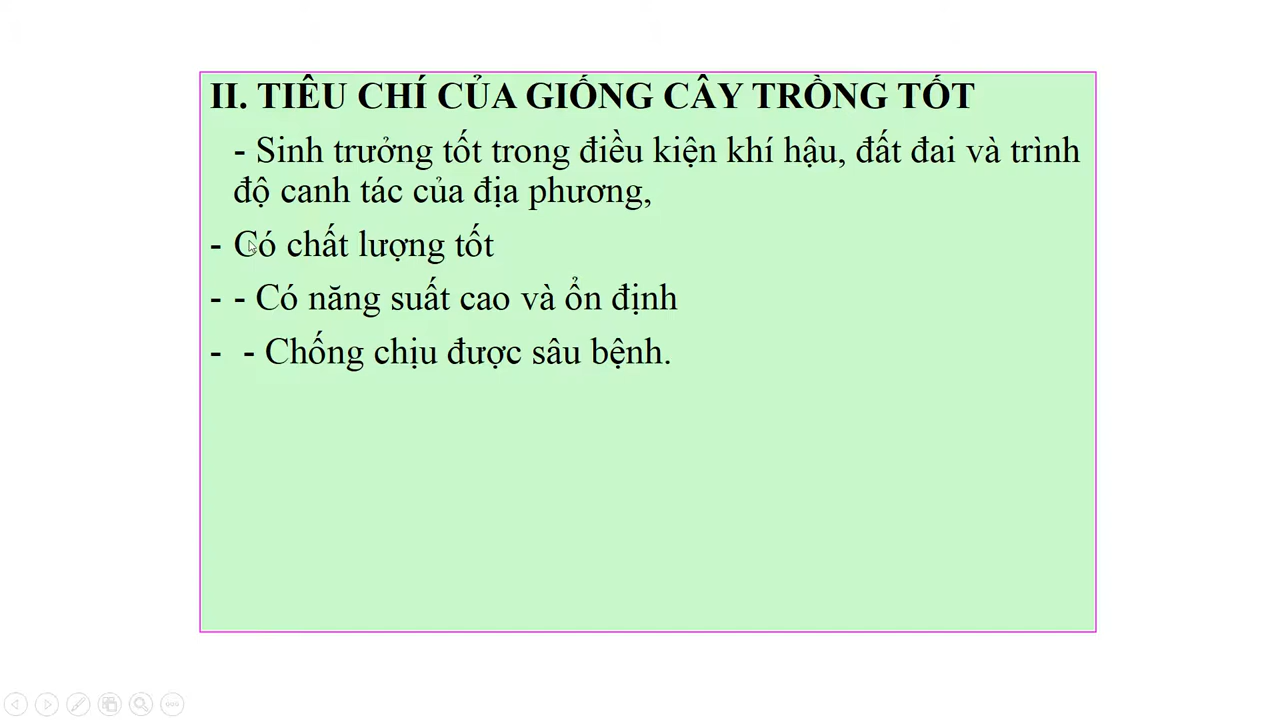 II. TIÊU CHÍ CỦA GIỐNG CÂY TRỒNG TỐT
- Sinh trưởng tốt trong điều kiện khí hậu, đất đai và trình
độ canh tác của địa phương,
- Có chất lượng tốt
- - Có năng suất cao và ổn định
- - Chống chịu được sâu bệnh.